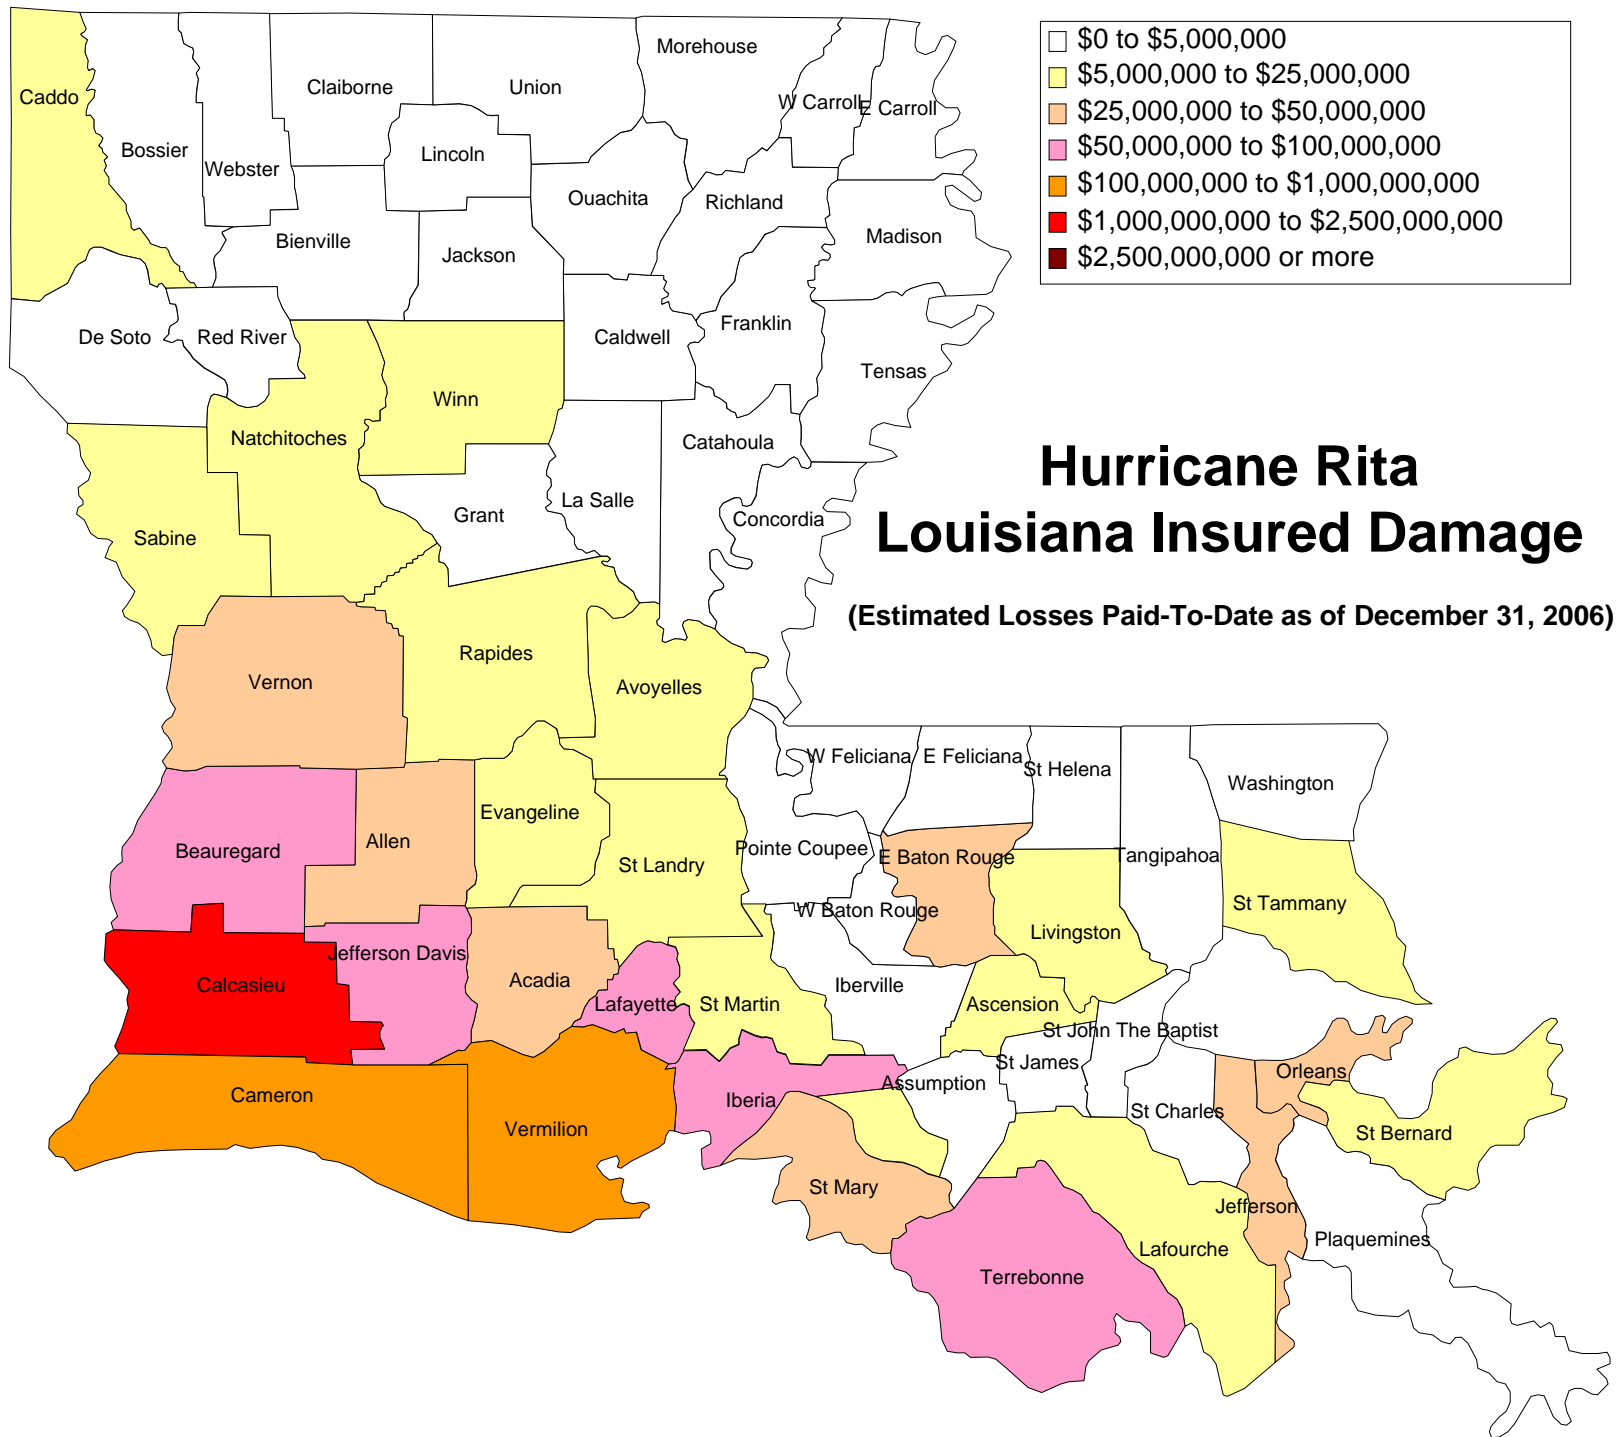 $0 to $5,000,000
$5,000,000 to $25,000,000
$25,000,000 to $50,000,000
$50,000,000 to $100,000,000
$100,000,000 to $1,000,000,000
$1,000,000,000 to $2,500,000,000
$2,500,000,000 or more
Hurricane Rita
Louisiana Insured Damage
(Estimated Losses Paid-To-Date as of December 31, 2006)
Caddo
Bossier
Webster
Claiborne
Union
Morehouse
W Carroll
E Carroll
Lincoln
Ouachita
Richland
Madison
Bienville
Jackson
De Soto
Red River
Caldwell
Franklin
Tensas
Winn
Natchitoches
Catahoula
Sabine
Grant
La Salle
Concordia
Vernon
Rapides
Avoyelles
W Feliciana
E Feliciana
St Helena
Washington
Beauregard
Allen
Evangeline
St Landry
Pointe Coupee
E Baton Rouge
Tangipahoa
St Tammany
W Baton Rouge
Livingston
Calcasieu
Jefferson Davis
Acadia
Lafayette
St Martin
Iberville
Ascension
St John The Baptist
St James
Orleans
Cameron
Vermilion
Iberia
Assumption
St Charles
St Bernard
St Mary
Jefferson
Plaquemines
Terrebonne
Lafourche